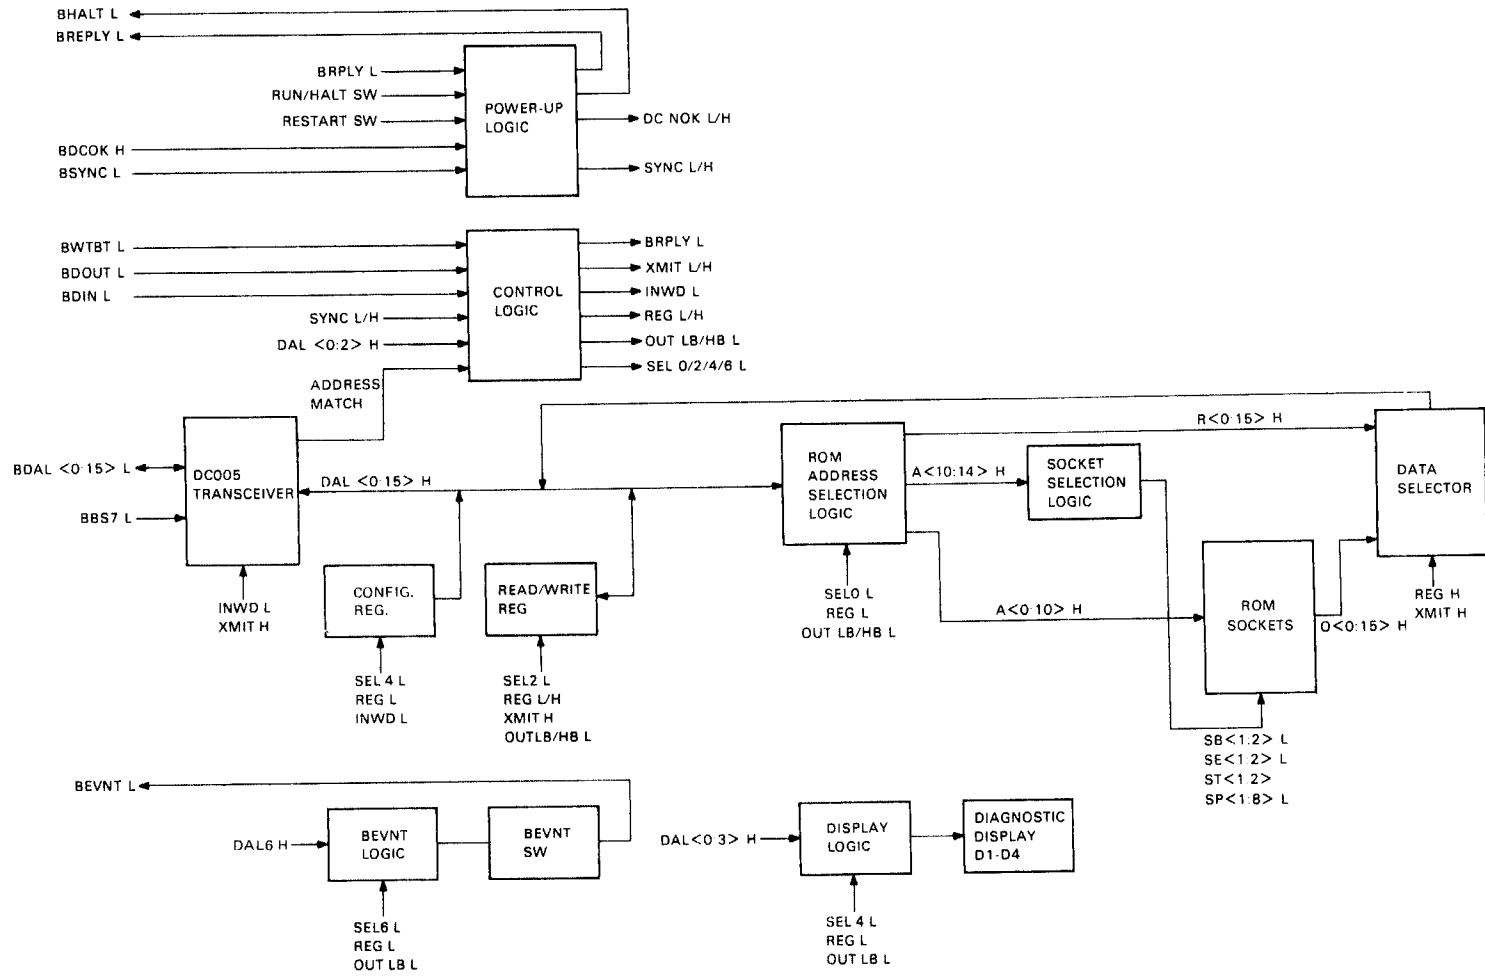 BHALT L
BREPLY L
BRPLY L
RUN/HALT SW
RESTART SW
BDCOK H
BSYNC L
POWER-UP
LOGIC
DC NOK L/H
SYNC L/H
BWTBT L
BDOUT L
BDIN L
SYNC L/H
DAL <0:2> H
ADDRESS
MATCH
CONTROL
LOGIC
BRPLY L
XMIT L/H
INWD L
REG L/H
OUT LB/HB L
SEL 0/2/4/6 L
BDAL <0:15> L
BBS7 L
DC005
TRANSCEIVER
INWD L
XMIT H
DAL <0:15> H
CONFIG.
REG.
SEL 4 L
REG L
INWD L
READ/WRITE
REG
SEL2 L
REG L/H
XMIT H
OUTLB/HB L
ROM
ADDRESS
SELECTION
LOGIC
SEL0 L
REG L
OUT LB/HB L
R<0:15> H
A<10:14> H
SOCKET
SELECTION
LOGIC
A<0:10> H
ROM
SOCKETS
SB<1:2> L
SE<1:2> L
ST<1:2>
SP<1:8> L
O<0:15> H
DATA
SELECTOR
REG H
XMIT H
BEVNT L
DAL6 H
BEVNT
LOGIC
SEL6 L
REG L
OUT LB L
BEVNT
SW
DAL<0:3> H
DISPLAY
LOGIC
SEL 4 L
REG L
OUT LB L
DIAGNOSTIC
DISPLAY
D1-D4